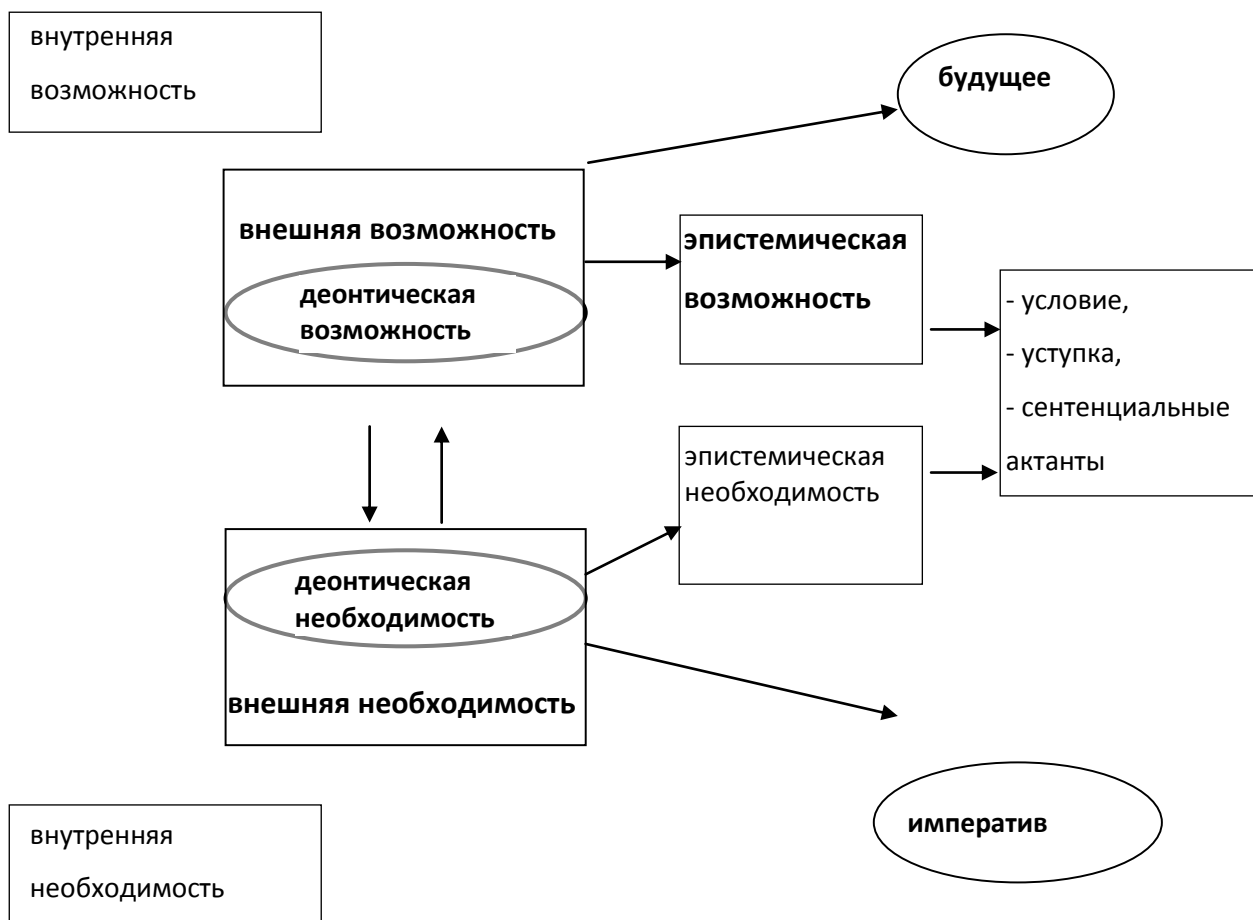 внутренняя
возможность
будущее
внешняя возможность
деонтическая
возможность
эпистемическая
возможность
- условие,
- уступка,
- сентенциальные
актанты
эпистемическая
необходимость
деонтическая
необходимость
внешняя необходимость
императив
внутренняя
необходимость